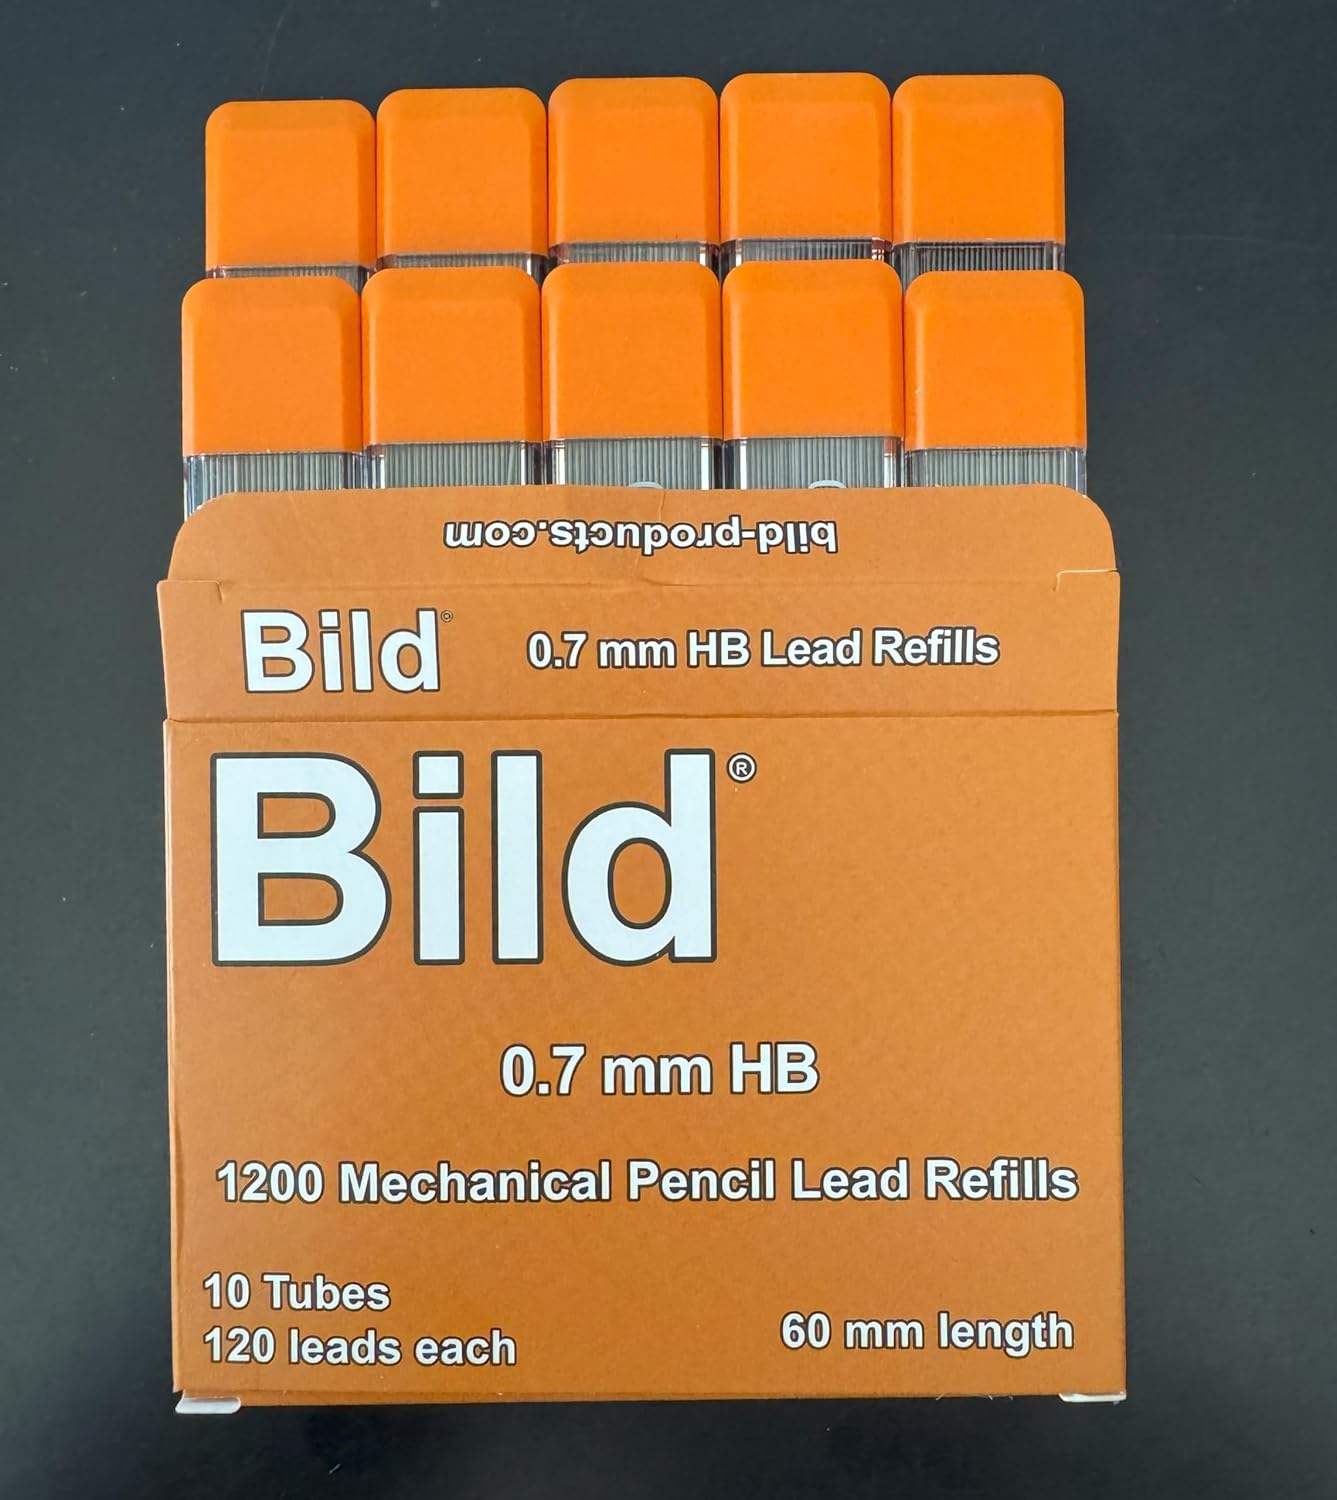 bild-products.com
Bild® 0.7 mm HB Lead Refills
Bild®
0.7 mm HB
1200 Mechanical Pencil Lead Refills
10 Tubes
120 leads each
60 mm length